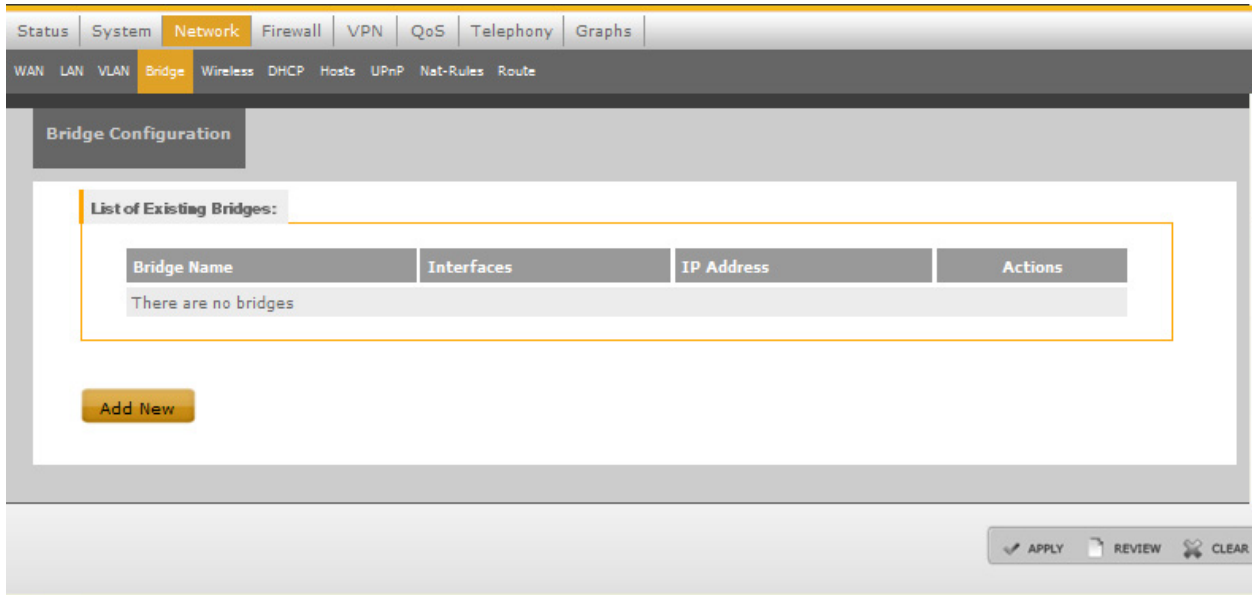 Status System Network Firewall VPN QoS Telephony Graphs
WAN LAN VLAN Bridge Wireless DHCP Hosts UPnP Nat-Rules Route
Bridge Configuration
List of Existing Bridges:
Bridge Name Interfaces IP Address Actions
There are no bridges
Add New
APPLY REVIEW CLEAR